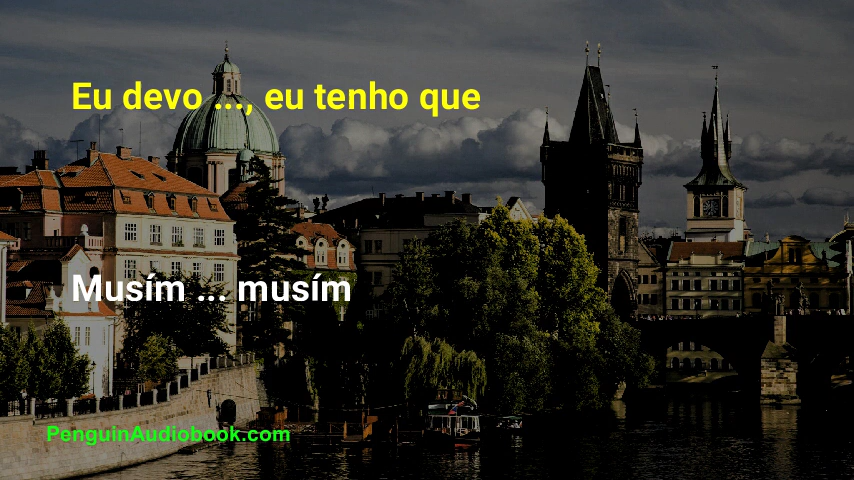 Eu devo ..., eu tenho que
Musím ... musím
PenguinAudiobook.com